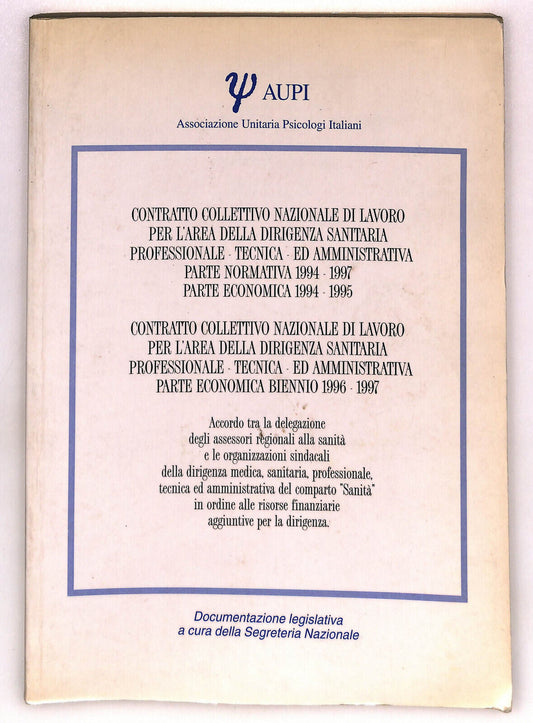 ψ AUPI
Associazione Unitaria Psicologi Italiani
CONTRATTO COLLETTIVO NAZIONALE DI LAVORO
PER L'AREA DELLA DIRIGENZA SANITARIA
PROFESSIONALE - TECNICA - ED AMMINISTRATIVA
PARTE NORMATIVA 1994 - 1997
PARTE ECONOMICA 1994 - 1995
CONTRATTO COLLETTIVO NAZIONALE DI LAVORO
PER L'AREA DELLA DIRIGENZA SANITARIA
PROFESSIONALE - TECNICA - ED AMMINISTRATIVA
PARTE ECONOMICA BIENNIO 1996 - 1997
Accordo tra la delegazione
degli assessori regionali alla sanità
e le organizzazioni sindacali
della dirigenza medica, sanitaria, professionale,
tecnica ed amministrativa del comparto "Sanità"
in ordine alle risorse finanziarie
aggiuntive per la dirigenza.
Documentazione legislativa
a cura della Segreteria Nazionale